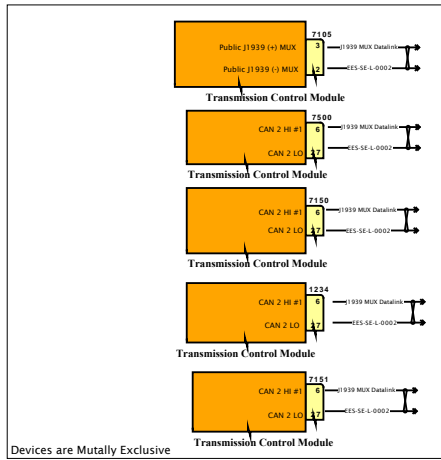 7105
Public J1939 (+) MUX 3 J1939 MUX Datalink
Public J1939 (-) MUX 2 EES-SE-L-0002
Transmission Control Module
7500
CAN 2 HI #1 6 J1939 MUX Datalink
CAN 2 LO 27 EES-SE-L-0002
Transmission Control Module
7150
CAN 2 HI #1 6 J1939 MUX Datalink
CAN 2 LO 27 EES-SE-L-0002
Transmission Control Module
1234
CAN 2 HI #1 6 J1939 MUX Datalink
CAN 2 LO 27 EES-SE-L-0002
Transmission Control Module
7151
CAN 2 HI #1 6 J1939 MUX Datalink
CAN 2 LO 27 EES-SE-L-0002
Transmission Control Module
Devices are Mutally Exclusive